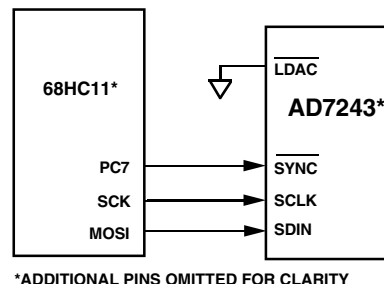 68HC11*
PC7
SCK
MOSI
LDAC
AD7243*
SYNC
SCLK
SDIN
*ADDITIONAL PINS OMITTED FOR CLARITY